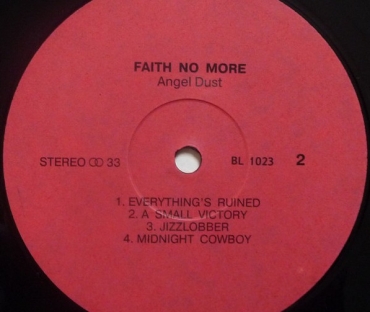 FAITH NO MORE
Angel Dust
STEREO ꝏ 33 BL 1023 2
1. EVERYTHING'S RUINED
2. A SMALL VICTORY
3. JIZZLOBBER
4. MIDNIGHT COWBOY